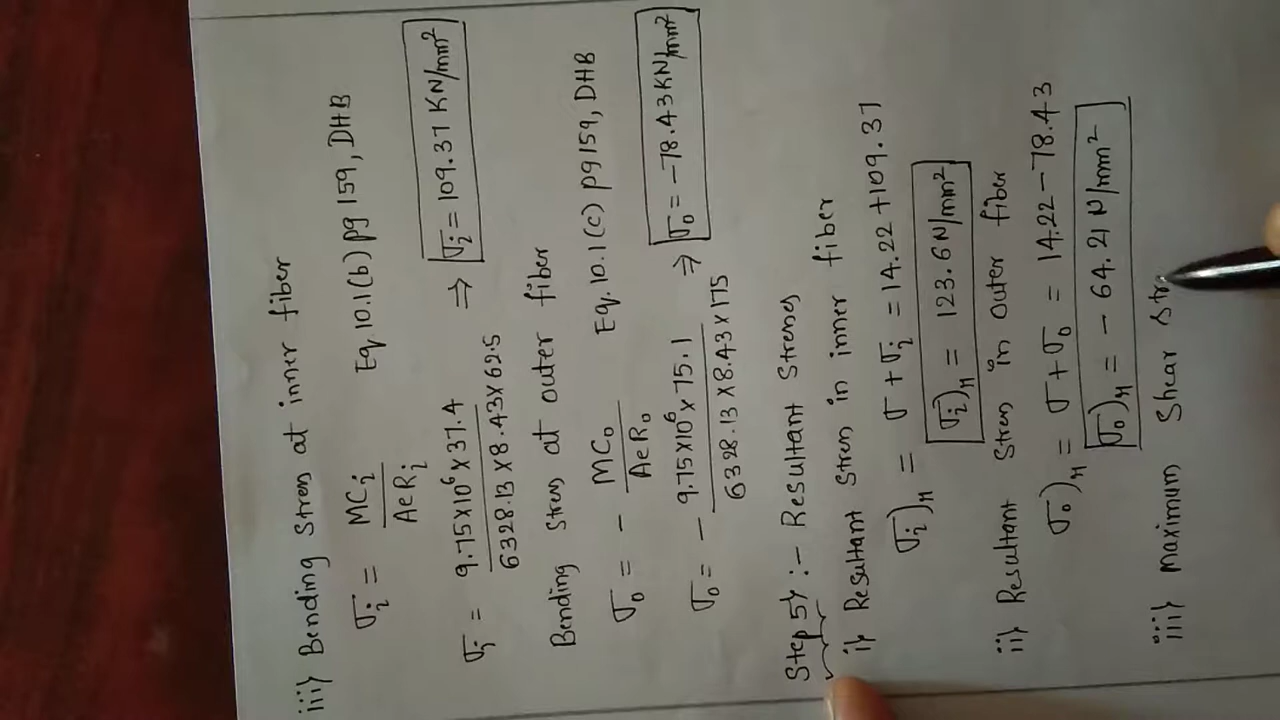 iii} Bending Stress at inner fiber
σi = MCi / AeRi Eq 10.1(b) pg 159, DHB
σi = 9.75×10⁶×37.4 / 6328.13×8.43×62.5 ⇒ σi = 109.37 KN/mm²
Bending Stress at outer fiber
σo = - MCo / AeRo Eq. 10.1(c) pg 159, DHB
σo = - 9.75×10⁶×75.1 / 6328.13×8.43×175 ⇒ σo = -78.43 KN/mm²
Step 5} :- Resultant Stresses
i} Resultant Stress in inner fiber
σi)r = σ+σi = 14.22+109.37
σi)r = 123.6 N/mm²
ii} Resultant Stress in outer fiber
σo)r = σ+σo = 14.22-78.43
σo)r = - 64.21 N/mm²
iii} maximum Shear Str